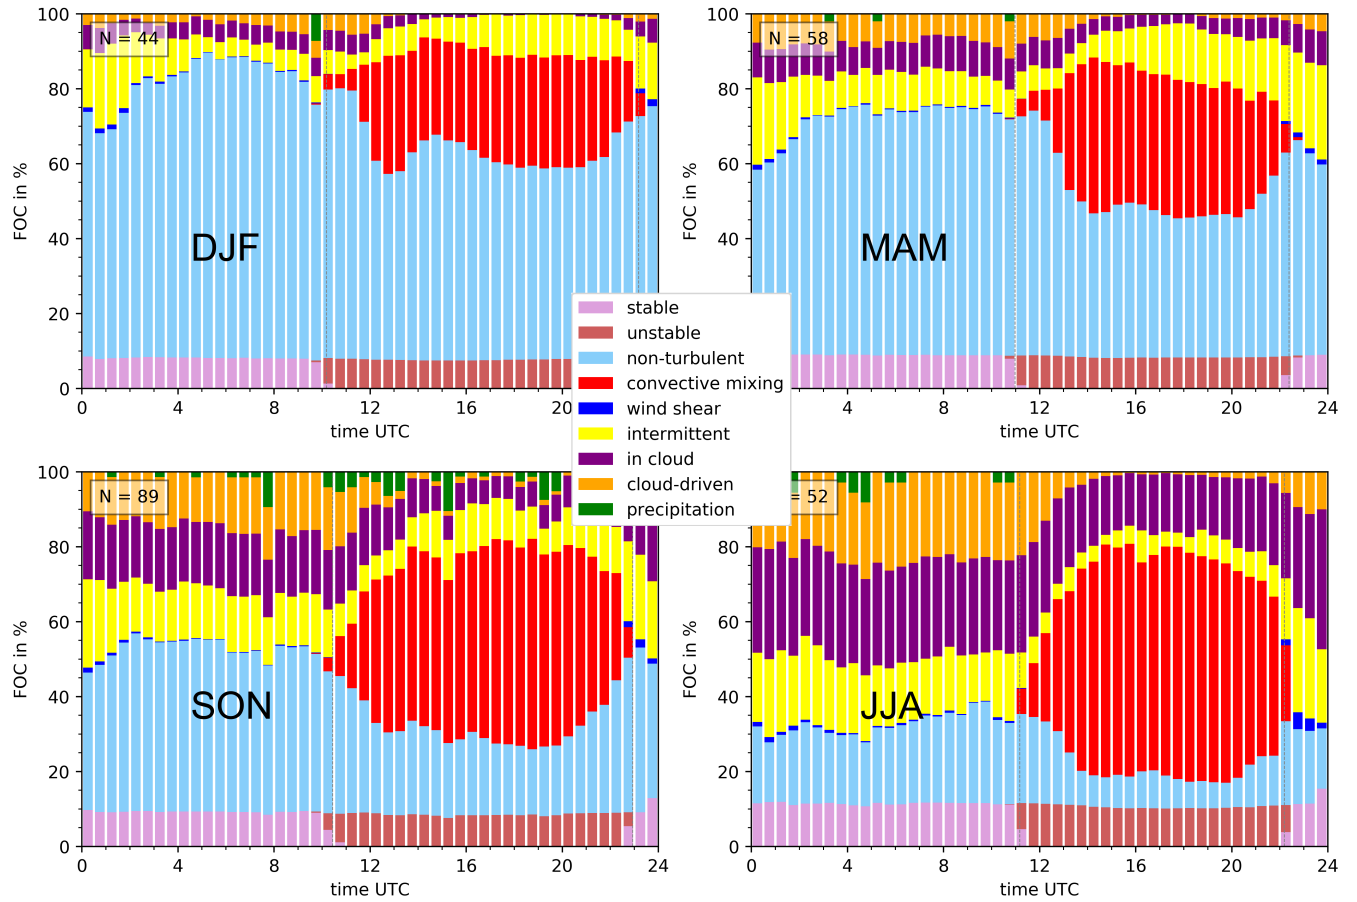 100
80
60
40
20
0
FOC in %
N = 44
DJF
0 4 8 12 16 20
time UTC
100
80
60
40
20
FOC in %
N = 58
MAM
4 8 12 16 20 24
time UTC
stable
unstable
non-turbulent
convective mixing
wind shear
intermittent
in cloud
cloud-driven
precipitation
100
80
60
40
20
0
FOC in %
N = 89
SON
0 4 8 12 16 20 24
time UTC
80
60
40
20
0
FOC in %
= 52
JJA
0 4 8 12 16 20 24
time UTC